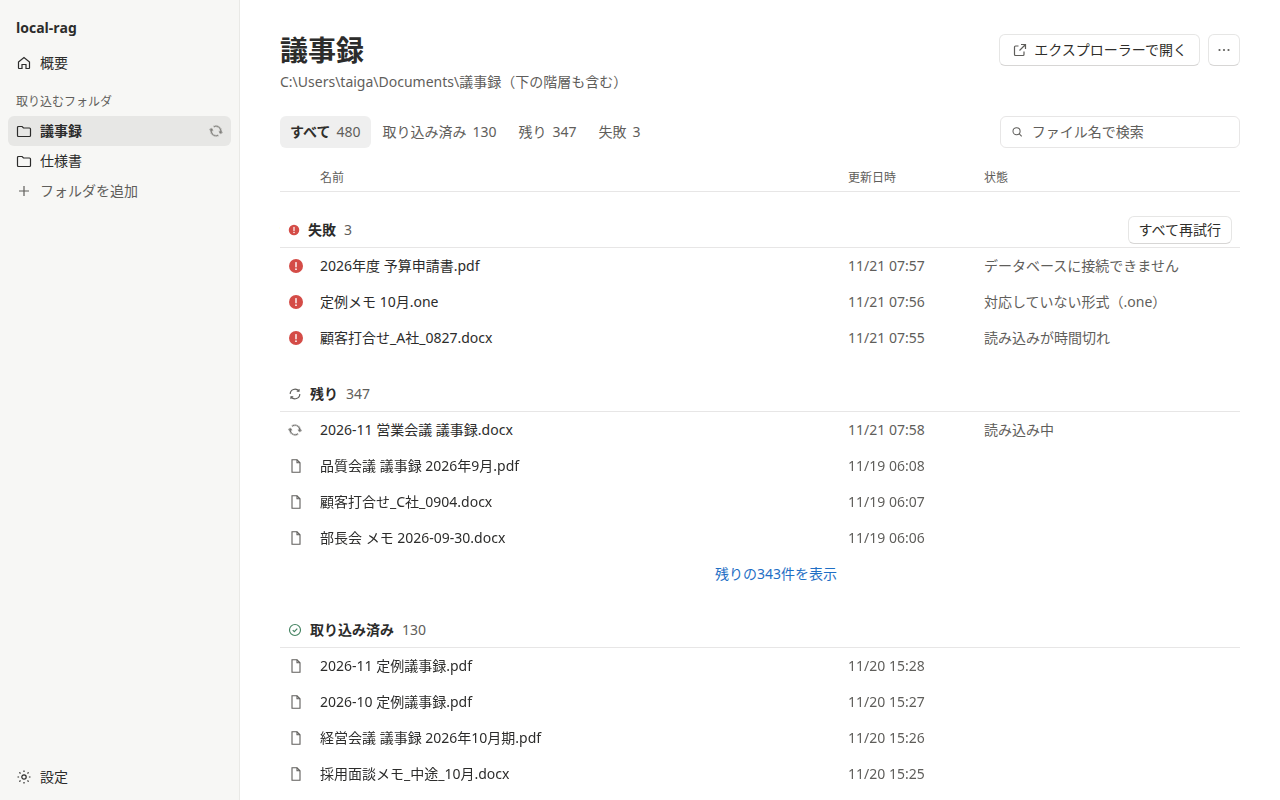 local-rag
概要
取り込むフォルダ
議事録
仕様書
フォルダを追加
設定
議事録
C:\Users\taiga\Documents\議事録（下の階層も含む）
エクスプローラーで開く
すべて 480 取り込み済み 130 残り 347 失敗 3
ファイル名で検索
名前 更新日時 状態
失敗 3 すべて再試行
2026年度 予算申請書.pdf 11/21 07:57 データベースに接続できません
定例メモ 10月.one 11/21 07:56 対応していない形式（.one）
顧客打合せ_A社_0827.docx 11/21 07:55 読み込みが時間切れ
残り 347
2026-11 営業会議 議事録.docx 11/21 07:58 読み込み中
品質会議 議事録 2026年9月.pdf 11/19 06:08
顧客打合せ_C社_0904.docx 11/19 06:07
部長会 メモ 2026-09-30.docx 11/19 06:06
残りの343件を表示
取り込み済み 130
2026-11 定例議事録.pdf 11/20 15:28
2026-10 定例議事録.pdf 11/20 15:27
経営会議 議事録 2026年10月期.pdf 11/20 15:26
採用面談メモ_中途_10月.docx 11/20 15:25